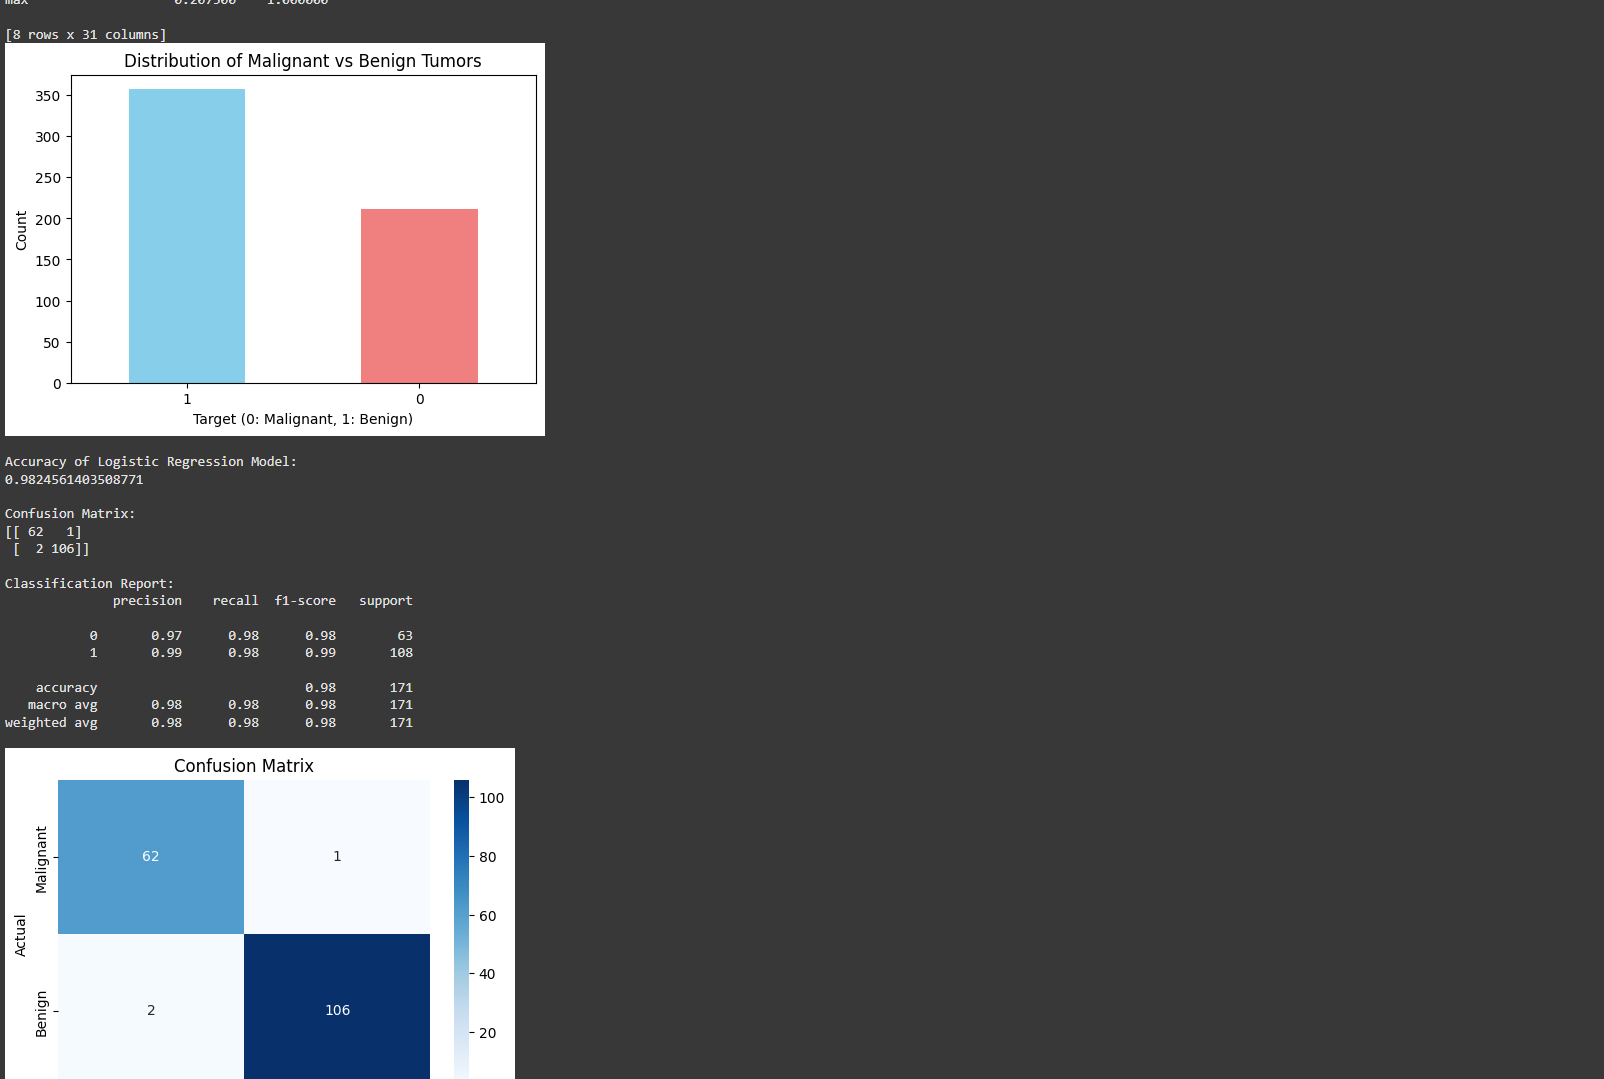 max 0.207500 1.000000
[8 rows x 31 columns]
Distribution of Malignant vs Benign Tumors
350
300
250
200
150
100
50
0
Count
1 0
Target (0: Malignant, 1: Benign)
Accuracy of Logistic Regression Model:
0.9824561403508771
Confusion Matrix:
[[ 62   1]
 [  2 106]]
Classification Report:
precision recall f1-score support
0 0.97 0.98 0.98 63
1 0.99 0.98 0.99 108
accuracy 0.98 171
macro avg 0.98 0.98 0.98 171
weighted avg 0.98 0.98 0.98 171
Confusion Matrix
Actual
Malignant
62 1
Benign
2 106
100
80
60
40
20